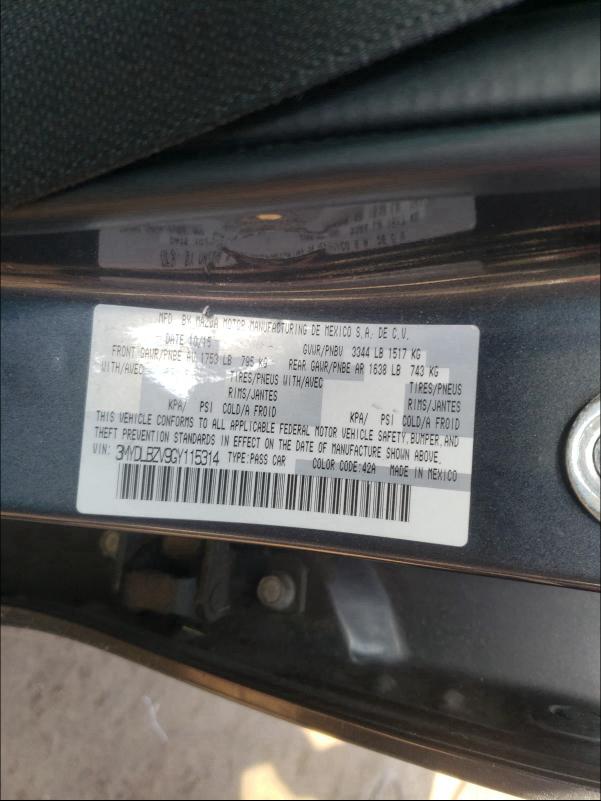 MFD. BY MAZDA MOTOR MANUFACTURING DE MEXICO S.A. DE C.V.
DATE 10/15 GVWR/PNBV 3344 LB 1517 KG
FRONT GAWR/PNBE AU 1753 LB 795 KG REAR GAWR/PNBE AR 1638 LB 743 KG
WITH/AVEC TIRES/PNEUS WITH/AVEC TIRES/PNEUS
RIMS/JANTES RIMS/JANTES
KPA/ PSI COLD/A FROID KPA/ PSI COLD/A FROID
THIS VEHICLE CONFORMS TO ALL APPLICABLE FEDERAL MOTOR VEHICLE SAFETY, BUMPER, AND
THEFT PREVENTION STANDARDS IN EFFECT ON THE DATE OF MANUFACTURE SHOWN ABOVE.
VIN: 3MYDLBZV9GY115314 TYPE:PASS CAR COLOR CODE:42A MADE IN MEXICO